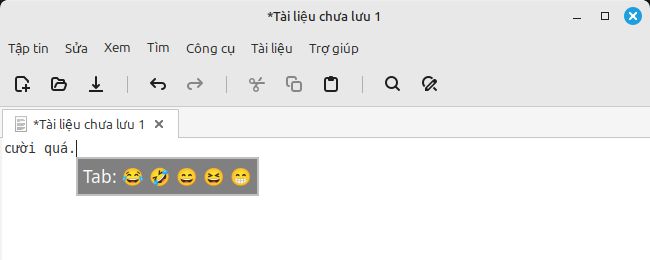 *Tài liệu chưa lưu 1
Tập tin Sửa Xem Tìm Công cụ Tài liệu Trợ giúp
*Tài liệu chưa lưu 1
cười quá.
Tab: 😂 🤣 😄 😆 😁